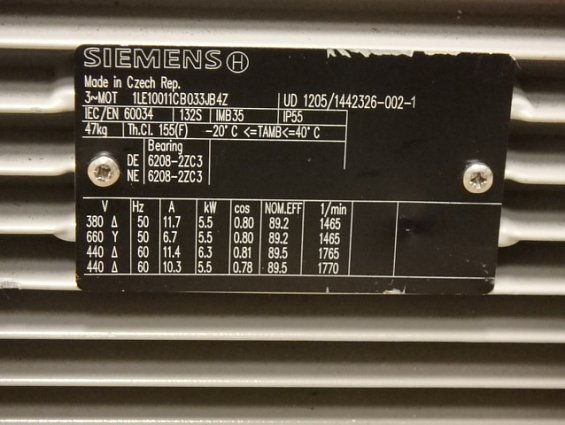 SIEMENS H
Made in Czech Rep.
3~MOT 1LE10011CB033JB4Z UD 1205/1442326-002-1
IEC/EN 60034 132S IMB35 IP55
47kg Th.Cl. 155(F) -20°C <=TAMB<=40°C
Bearing
DE 6208-2ZC3
NE 6208-2ZC3
V Hz A kW cos NOM.EFF 1/min
380 Δ 50 11.7 5.5 0.80 89.2 1465
660 Y 50 6.7 5.5 0.80 89.2 1465
440 Δ 60 11.4 6.3 0.81 89.5 1765
440 Δ 60 10.3 5.5 0.78 89.5 1770